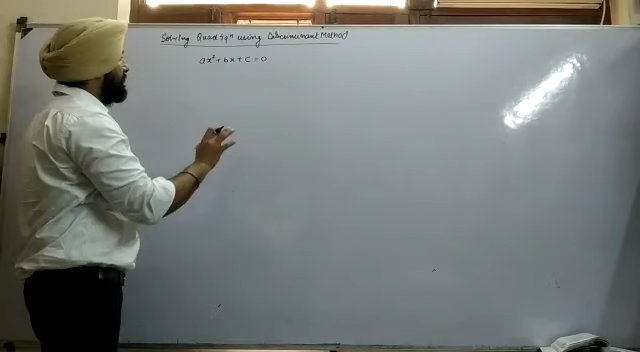 Solving Quad Eqn using Discriminant Method
ax² + bx + c = 0